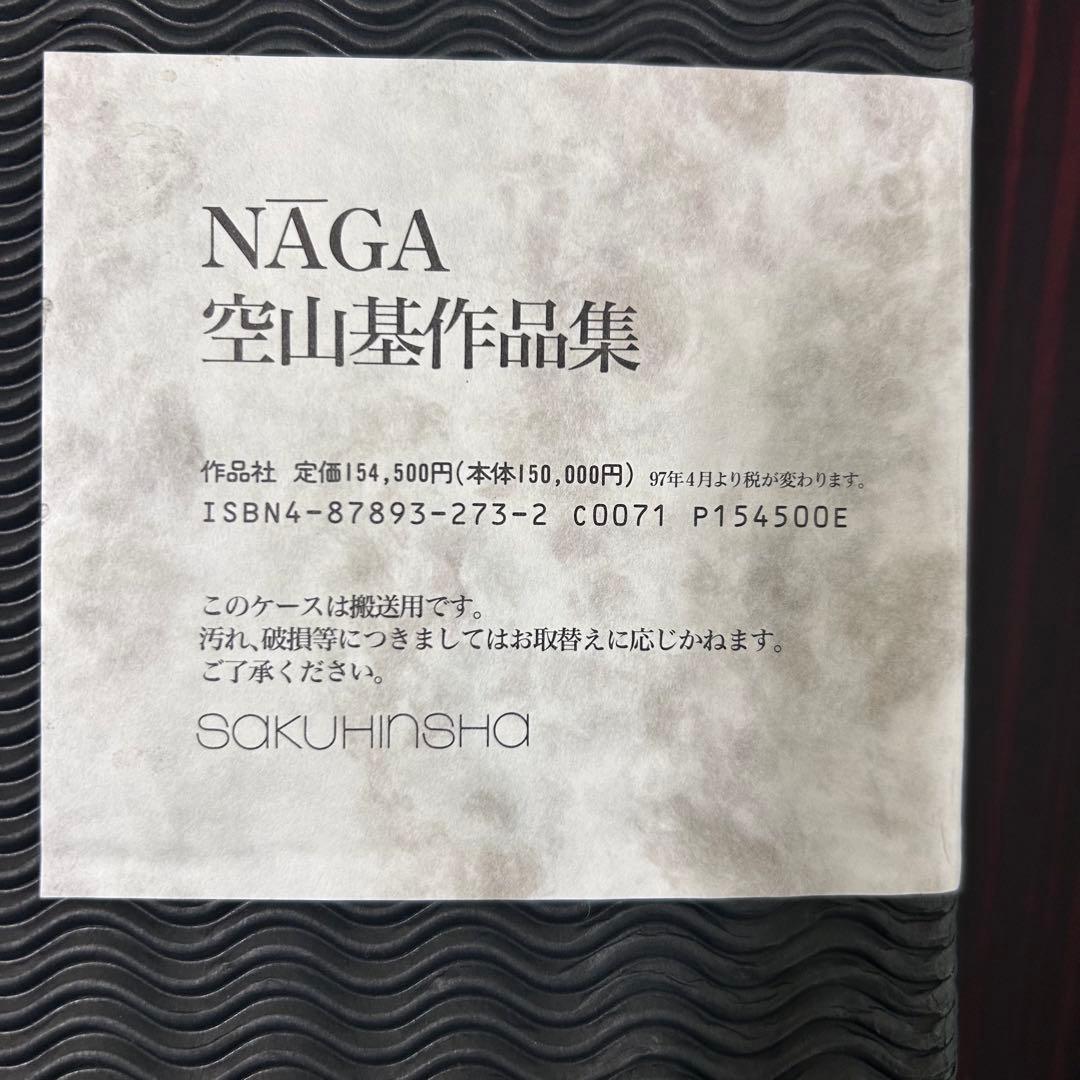 NĀGA
空山基作品集
作品社 定価154,500円(本体150,000円) 97年4月より税が変わります。
ISBN4-87893-273-2 C0071 P154500E
このケースは搬送用です。
汚れ、破損等につきましてはお取替えに応じかねます。
ご了承ください。
SAKUHINSHA